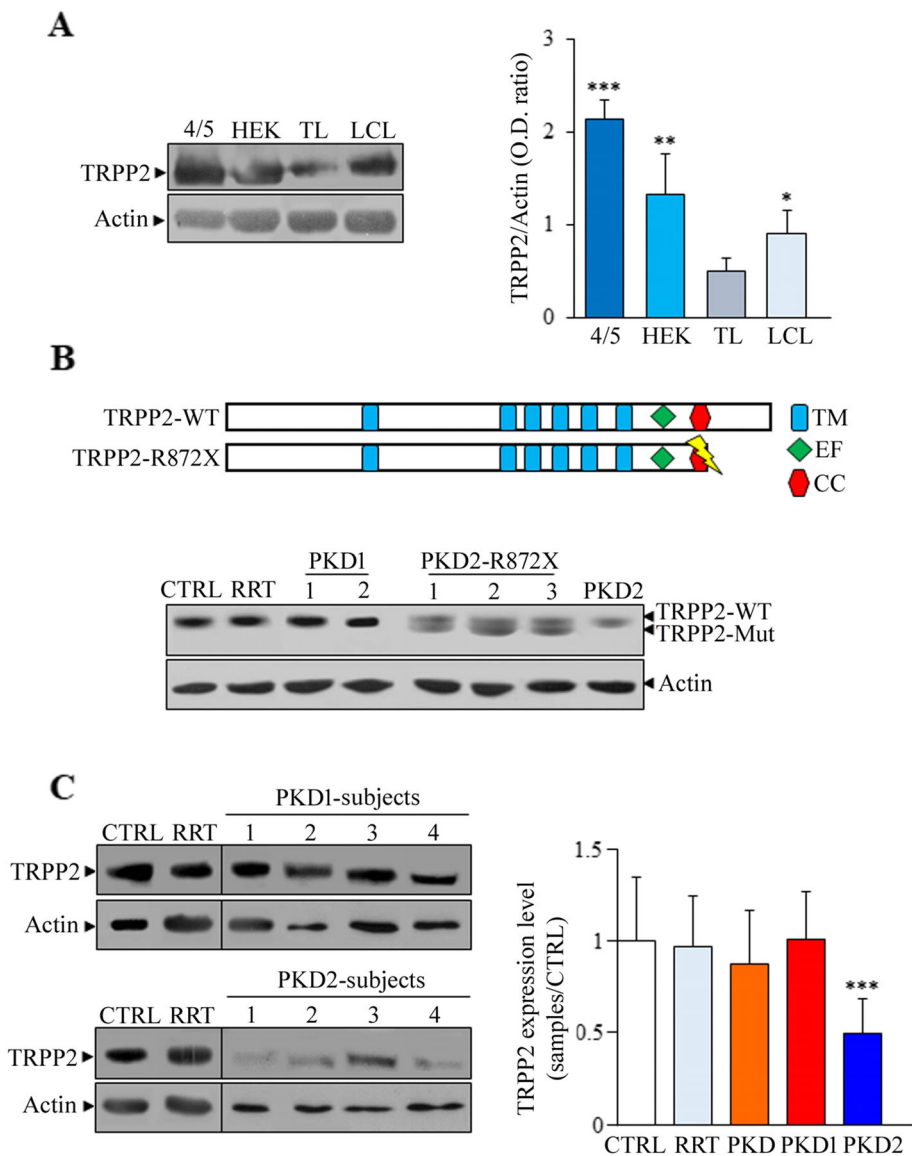 A
4/5 HEK TL LCL
TRPP2
Actin
TRPP2/Actin (O.D. ratio)
3
2
1
0
***
**
*
4/5 HEK TL LCL
B
TRPP2-WT
TRPP2-R872X
TM
EF
CC
PKD1 PKD2-R872X
CTRL RRT 1 2 1 2 3 PKD2
TRPP2-WT
TRPP2-Mut
Actin
C
PKD1-subjects
CTRL RRT 1 2 3 4
TRPP2
Actin
PKD2-subjects
CTRL RRT 1 2 3 4
TRPP2
Actin
TRPP2 expression level
(samples/CTRL)
1.5
1
0.5
0
***
CTRL RRT PKD PKD1 PKD2